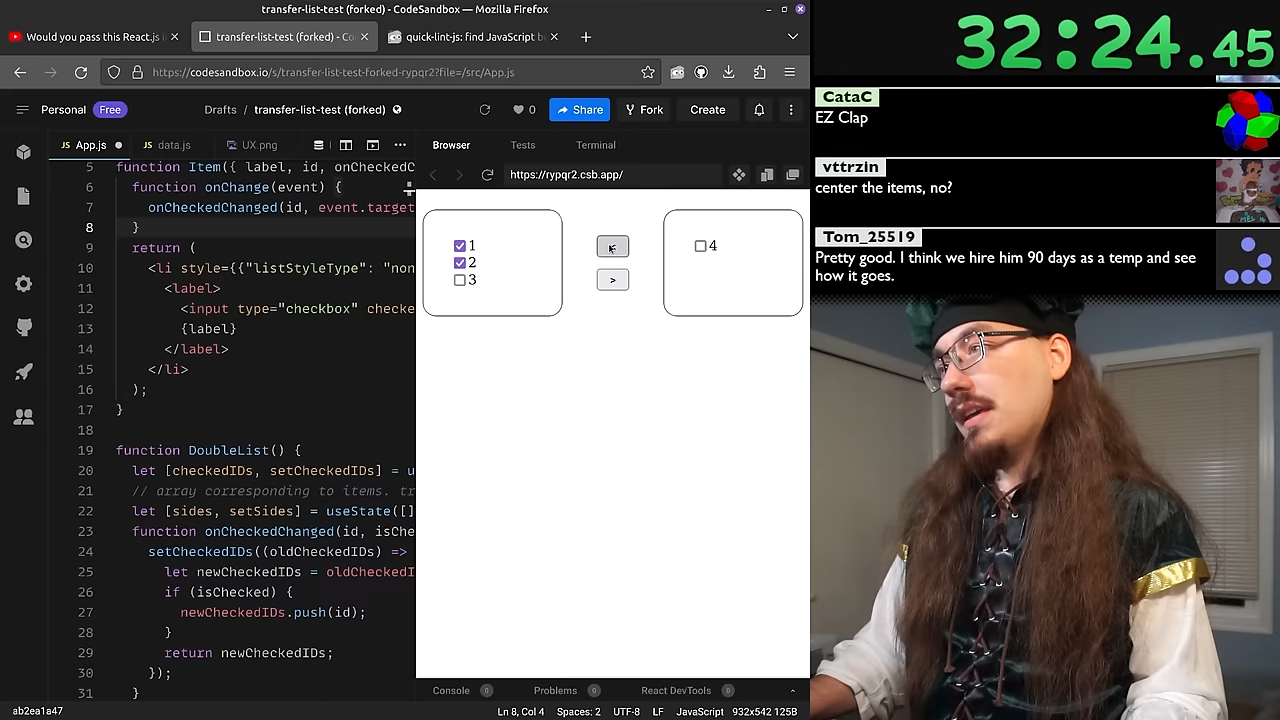 transfer-list-test (forked) - CodeSandbox — Mozilla Firefox
Would you pass this React.js i
transfer-list-test (forked) - Co
quick-lint-js: find JavaScript b
https://codesandbox.io/s/transfer-list-test-forked-rypqr2?file=/src/App.js
Personal Free
Drafts / transfer-list-test (forked)
0
Share
Fork
Create
JS App.js
JS data.js
UX.png
5 function Item({ label, id, onCheckedC
6 function onChange(event) {
7 onCheckedChanged(id, event.target
8 }
9 return (
10 <li style={{"listStyleType": "non
11 <label>
12 <input type="checkbox" checke
13 {label}
14 </label>
15 </li>
16 );
17 }
18
19 function DoubleList() {
20 let [checkedIDs, setCheckedIDs] = u
21 // array corresponding to items. tr
22 let [sides, setSides] = useState([]
23 function onCheckedChanged(id, isChe
24 setCheckedIDs((oldCheckedIDs) =>
25 let newCheckedIDs = oldCheckedI
26 if (isChecked) {
27 newCheckedIDs.push(id);
28 }
29 return newCheckedIDs;
30 });
31 }
Browser
Tests
Terminal
https://rypqr2.csb.app/
1
2
3
<
>
4
Console 0
Problems 0
React DevTools 0
ab2ea1a47
Ln 8, Col 4
Spaces: 2
UTF-8
LF
JavaScript
932x542 125B
32:24.45
CataC
EZ Clap
vttrzin
center the items, no?
Tom_25519
Pretty good. I think we hire him 90 days as a temp and see
how it goes.